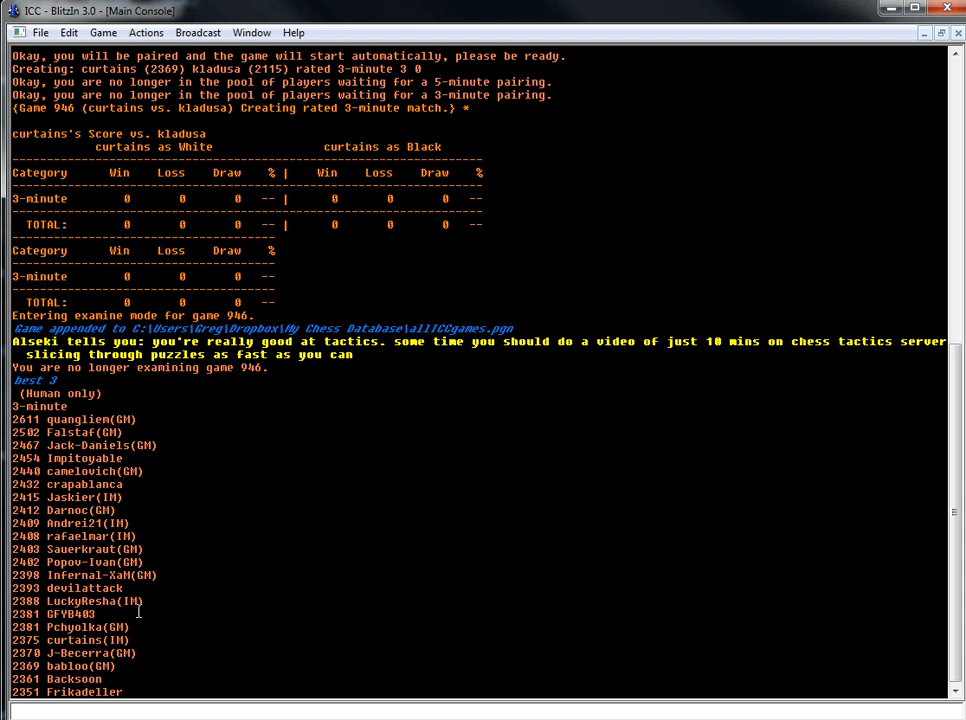 ICC - BlitzIn 3.0 - [Main Console]
File Edit Game Actions Broadcast Window Help
Okay, you will be paired and the game will start automatically, please be ready.
Creating: curtains (2369) kladusa (2115) rated 3-minute 3 0
Okay, you are no longer in the pool of players waiting for a 5-minute pairing.
Okay, you are no longer in the pool of players waiting for a 3-minute pairing.
{Game 946 (curtains vs. kladusa) Creating rated 3-minute match.} *
curtains's Score vs. kladusa
curtains as White curtains as Black
------------------------------------------------------------------
Category Win Loss Draw % | Win Loss Draw %
------------------------------------------------------------------
3-minute 0 0 0 -- | 0 0 0 --
------------------------------------------------------------------
TOTAL: 0 0 0 -- | 0 0 0 --
--------------------------------------
Category Win Loss Draw %
--------------------------------------
3-minute 0 0 0 --
--------------------------------------
TOTAL: 0 0 0 --
Entering examine mode for game 946.
Game appended to C:\Users\Greg\Dropbox\My Chess Database\allICCgames.pgn
Alseki tells you: you're really good at tactics. some time you should do a video of just 10 mins on chess tactics server
slicing through puzzles as fast as you can
You are no longer examining game 946.
best 3
(Human only)
3-minute
2611 quangliem(GM)
2502 Falstaf(GM)
2467 Jack-Daniels(GM)
2454 Impitoyable
2440 camelovich(GM)
2432 crapablanca
2415 Jaskier(IM)
2412 Darnoc(GM)
2409 Andrei21(IM)
2408 rafaelmar(IM)
2403 Sauerkraut(GM)
2402 Popov-Ivan(GM)
2398 Infernal-XaM(GM)
2393 devilattack
2388 LuckyResha(IM)
2381 GFYB403
2381 Pchyolka(GM)
2375 curtains(IM)
2370 J-Becerra(GM)
2369 babloo(GM)
2361 Backsoon
2351 Frikadeller